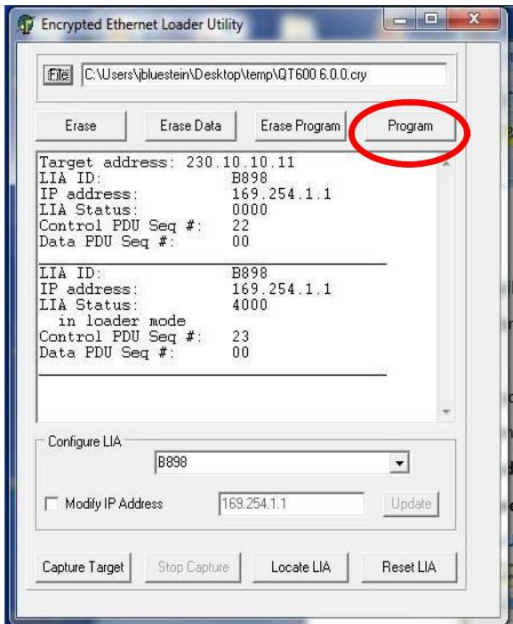 Encrypted Ethernet Loader Utility
File C:\Users\jbluestein\Desktop\temp\QT600 6.0.0.cry
Erase Erase Data Erase Program Program
Target address: 230.10.10.11
LIA ID: B898
IP address: 169.254.1.1
LIA Status: 0000
Control PDU Seq #: 22
Data PDU Seq #: 00
LIA ID: B898
IP address: 169.254.1.1
LIA Status: 4000
in loader mode
Control PDU Seq #: 23
Data PDU Seq #: 00
Configure LIA
B898
Modify IP Address 169.254.1.1 Update
Capture Target Stop Capture Locate LIA Reset LIA